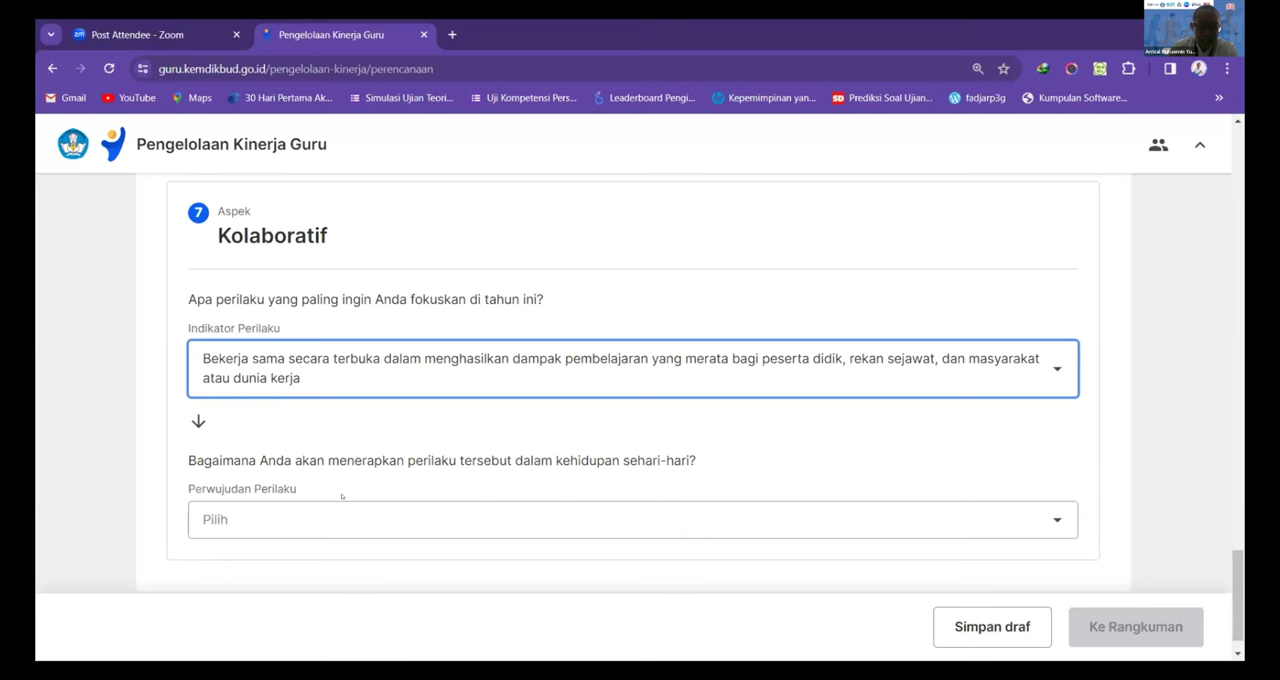 Post Attendee - Zoom
Pengelolaan Kinerja Guru
guru.kemdikbud.go.id/pengelolaan-kinerja/perencanaan
Gmail
YouTube
Maps
30 Hari Pertama Ak...
Simulasi Ujian Teori...
Uji Kompetensi Pers...
Leaderboard Pengi...
Kepemimpinan yan...
SD Prediksi Soal Ujian...
fadjarp3g
Kumpulan Software...
Pengelolaan Kinerja Guru
7 Aspek
Kolaboratif
Apa perilaku yang paling ingin Anda fokuskan di tahun ini?
Indikator Perilaku
Bekerja sama secara terbuka dalam menghasilkan dampak pembelajaran yang merata bagi peserta didik, rekan sejawat, dan masyarakat
atau dunia kerja
Bagaimana Anda akan menerapkan perilaku tersebut dalam kehidupan sehari-hari?
Perwujudan Perilaku
Pilih
Simpan draf
Ke Rangkuman